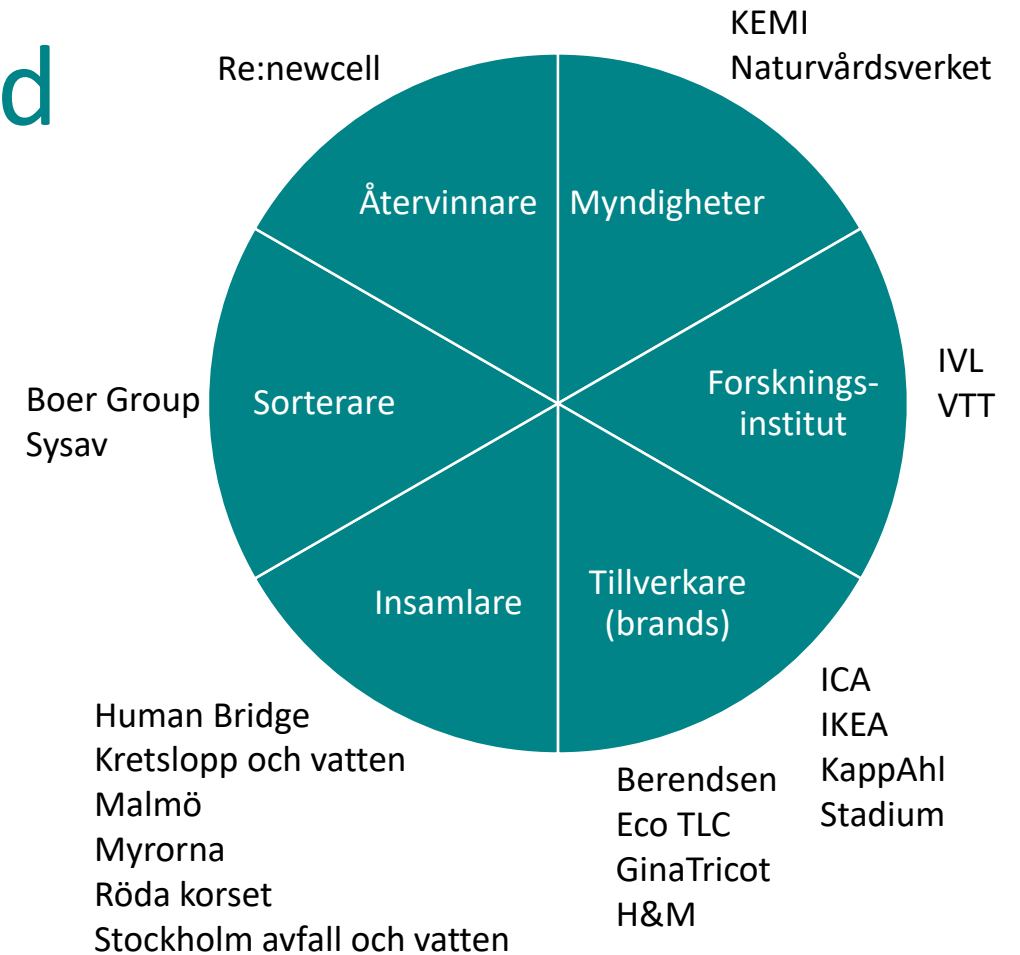 d
KEMI
Naturvårdsverket
Re:newcell
Återvinnare
Myndigheter
Forsknings-
institut
IVL
VTT
Boer Group
Sysav
Sorterare
Tillverkare
(brands)
Insamlare
ICA
IKEA
KappAhl
Stadium
Human Bridge
Kretslopp och vatten
Malmö
Myrorna
Röda korset
Stockholm avfall och vatten
Berendsen
Eco TLC
GinaTricot
H&M